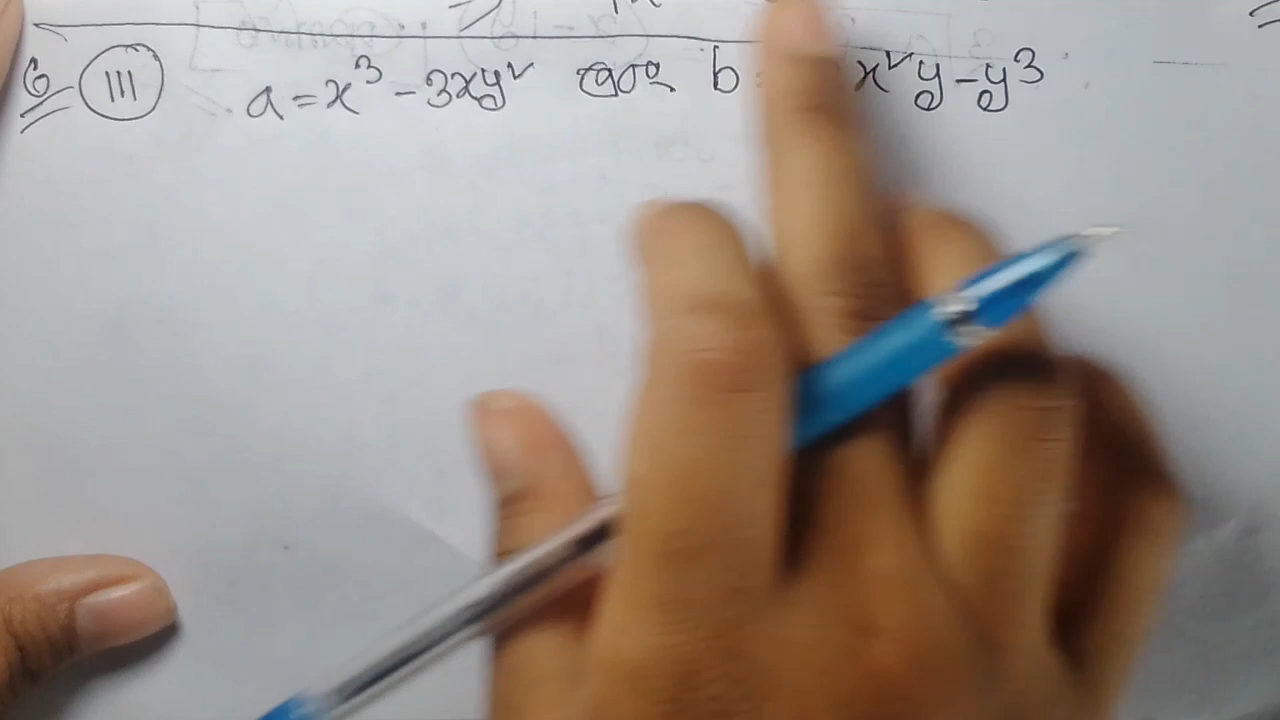 6 III a = x³ - 3xy² এবং b = x²y - y³